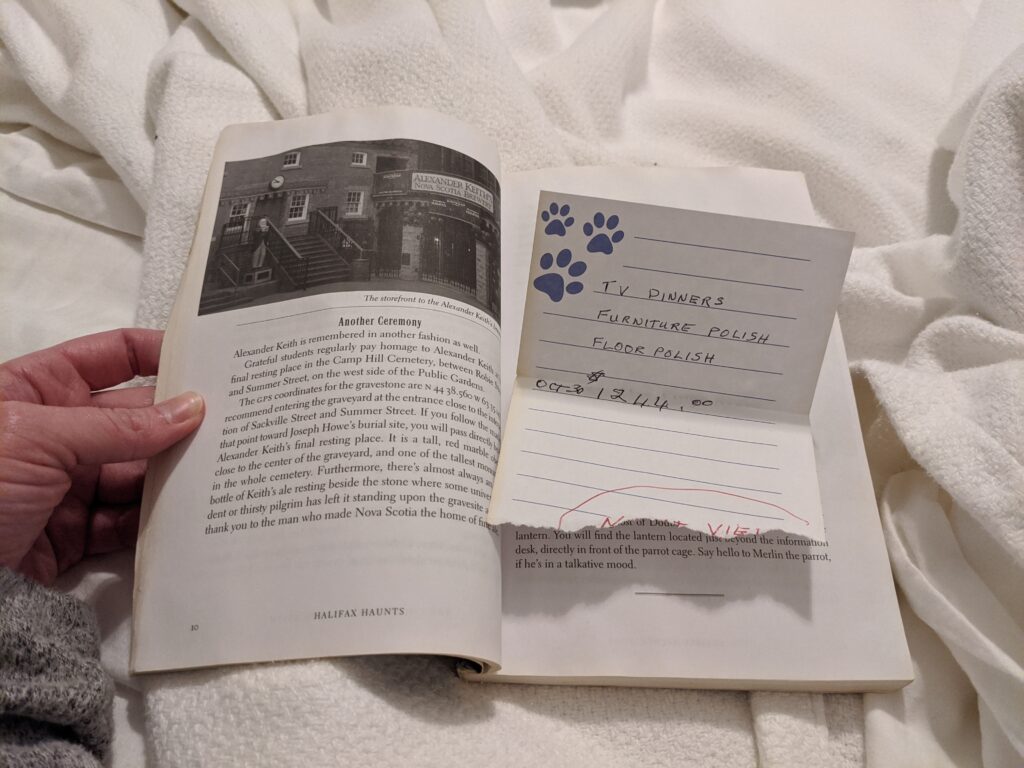 ALEXANDER KEITH'S
NOVA SCOTIA BREWERY
The storefront to the Alexander Keith's
Another Ceremony
Alexander Keith is remembered in another fashion as well.
Grateful students regularly pay homage to Alexander Keith
final resting place in the Camp Hill Cemetery, between Robie
and Summer Street, on the west side of the Public Gardens.
The GPS coordinates for the gravestone are N 44 38.560 W 63 35
recommend entering the graveyard at the entrance close to the
tion of Sackville Street and Summer Street. If you follow the
that point toward Joseph Howe's burial site, you will pass directly
Alexander Keith's final resting place. It is a tall, red marble
close to the center of the graveyard, and one of the tallest
in the whole cemetery. Furthermore, there's almost always
bottle of Keith's ale resting beside the stone where some
dent or thirsty pilgrim has left it standing upon the gravesite
thank you to the man who made Nova Scotia the home of
10
HALIFAX HAUNTS
TV DINNERS
FURNITURE POLISH
FLOOR POLISH
OCT 30 $1244.00
VIEW
lantern. You will find the lantern located just beyond the information
desk, directly in front of the parrot cage. Say hello to Merlin the parrot,
if he's in a talkative mood.